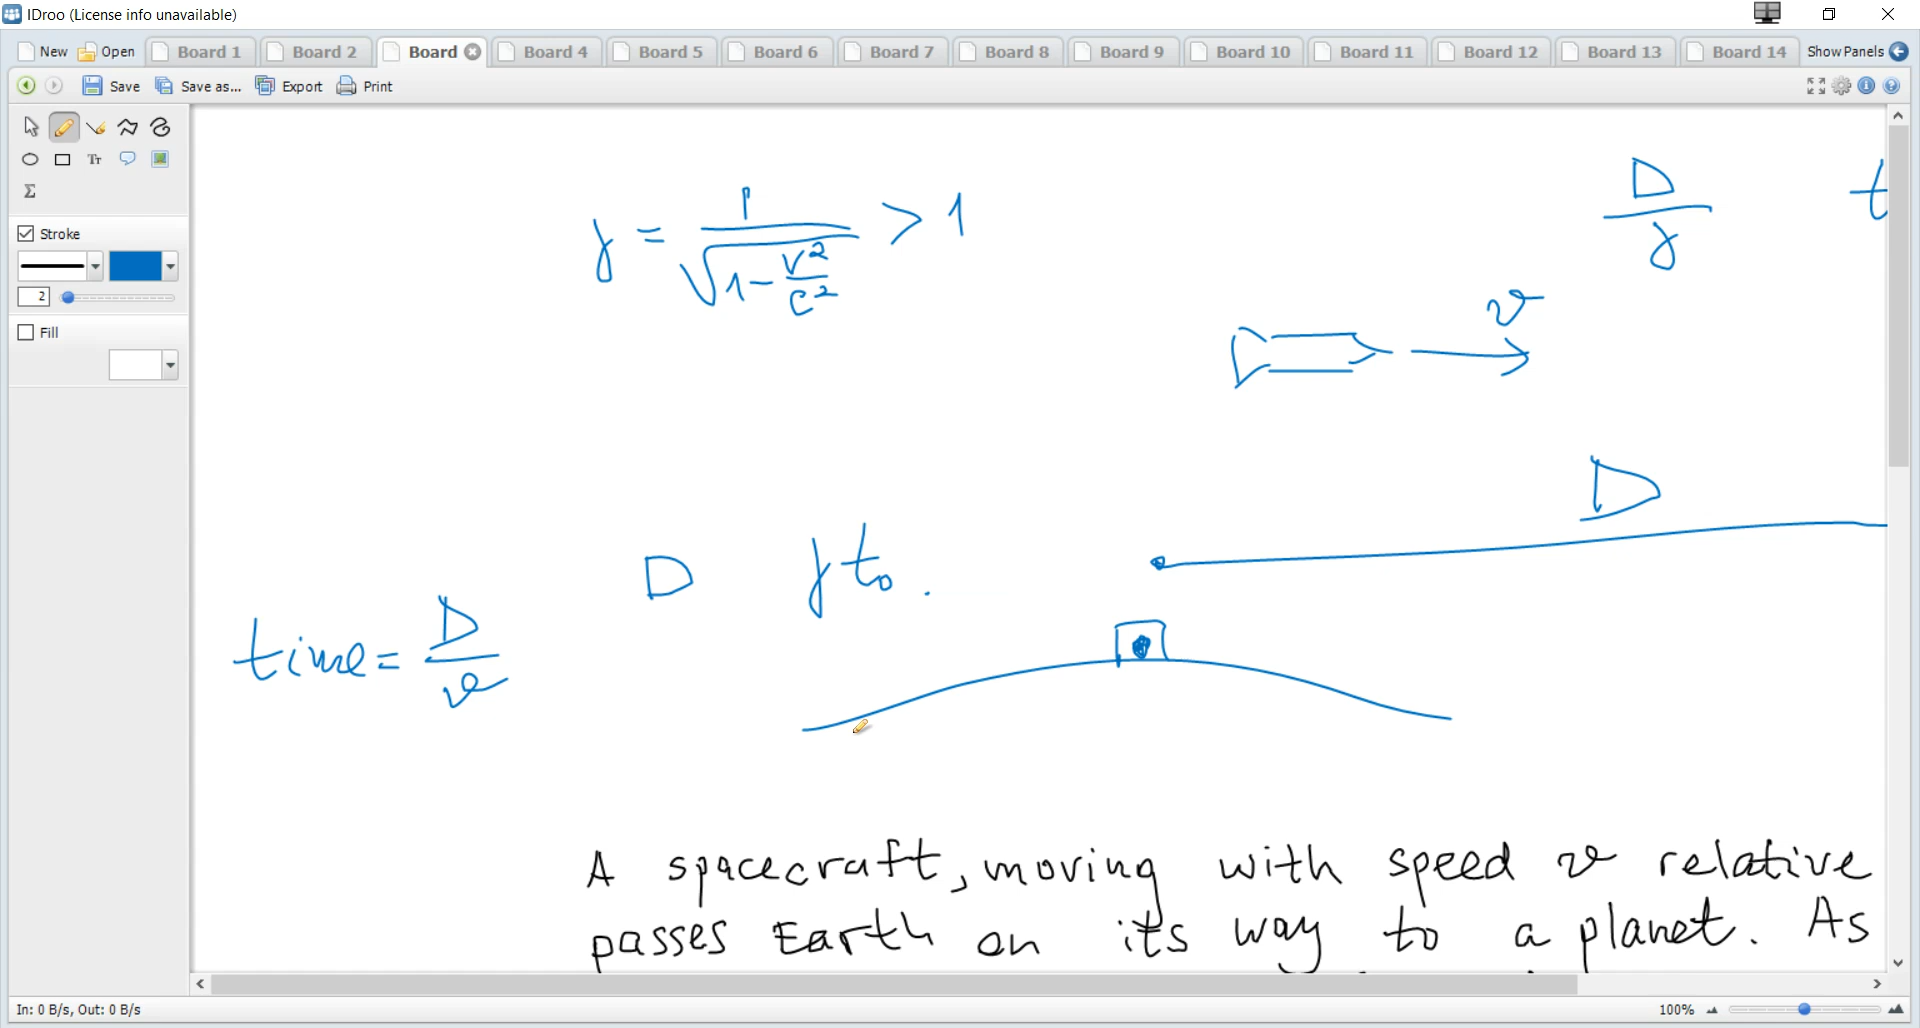 IDroo (License info unavailable)
New Open Board 1 Board 2 Board Board 4 Board 5 Board 6 Board 7 Board 8 Board 9 Board 10 Board 11 Board 12 Board 13 Board 14 Show Panels
Save Save as... Export Print
Tt
Σ
Stroke
2
Fill
γ = 1 / √(1 - v²/c²) > 1
D/γ t
v
D
D γt₀.
time = D/v
A spacecraft, moving with speed v relative
passes Earth on its way to a planet. As
In: 0 B/s, Out: 0 B/s 100%